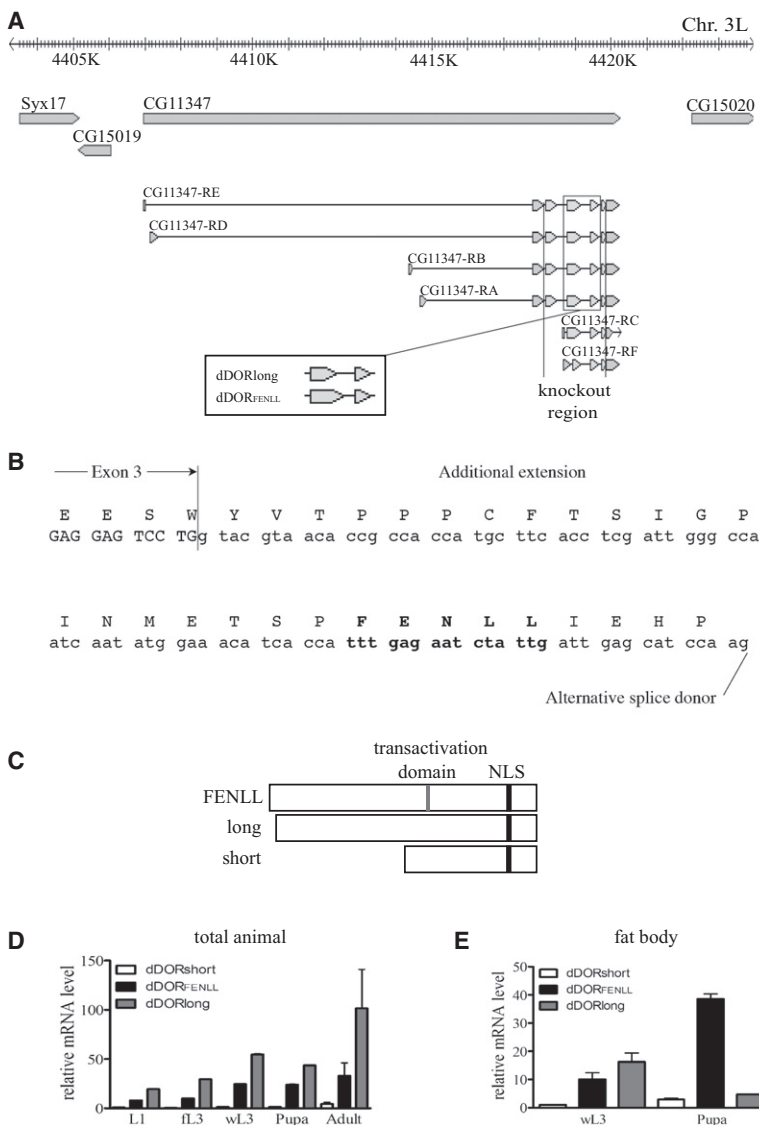 A
Chr. 3L
4405K 4410K 4415K 4420K
Syx17 CG11347 CG15020
CG15019
CG11347-RE
CG11347-RD
CG11347-RB
CG11347-RA
CG11347-RC
CG11347-RF
dDORlong
dDORFENLL
knockout
region
B
Exon 3 Additional extension
E E S W Y V T P P P C F T S I G P
GAG GAG TCC TGg tac gta aca ccg cca cca tgc ttc acc tcg att ggg cca
I N M E T S P F E N L L I E H P
atc aat atg gaa aca tca cca ttt gag aat cta ttg att gag cat cca ag
Alternative splice donor
C
transactivation
domain NLS
FENLL
long
short
D
total animal
relative mRNA level
150
100
50
0
dDORshort
dDORFENLL
dDORlong
L1 fL3 wL3 Pupa Adult
E
fat body
relative mRNA level
50
40
30
20
10
0
dDORshort
dDORFENLL
dDORlong
wL3 Pupa